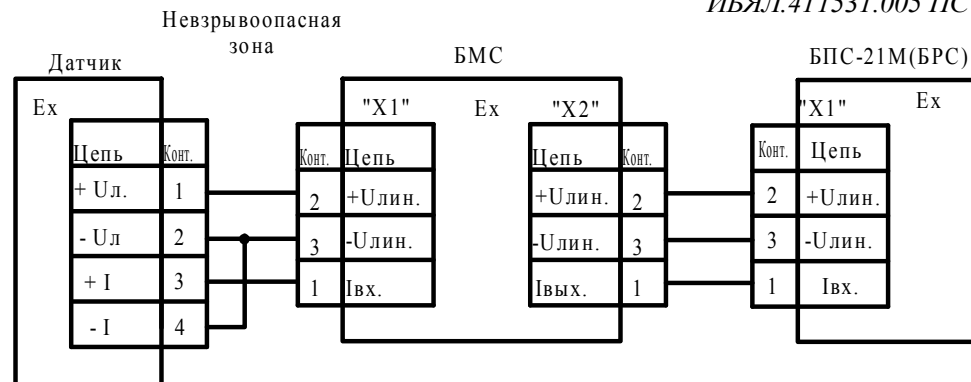 ИБЯЛ.411531.005 ПС
Невзрывоопасная
зона
Датчик
БМС
БПС-21М(БРС)
Ex
"X1"
Ex
"X2"
"X1"
Ex
Цепь Конт.
+ Uл. 1
- Uл 2
+ I 3
- I 4
Конт. Цепь
2 +Uлин.
3 -Uлин.
1 Iвх.
Цепь Конт.
+Uлин. 2
-Uлин. 3
Iвых. 1
Конт. Цепь
2 +Uлин.
3 -Uлин.
1 Iвх.